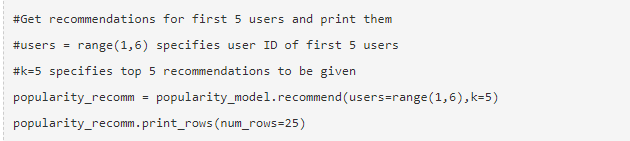 #Get recommendations for first 5 users and print them
#users = range(1,6) specifies user ID of first 5 users
#k=5 specifies top 5 recommendations to be given
popularity_recomm = popularity_model.recommend(users=range(1,6),k=5)
popularity_recomm.print_rows(num_rows=25)